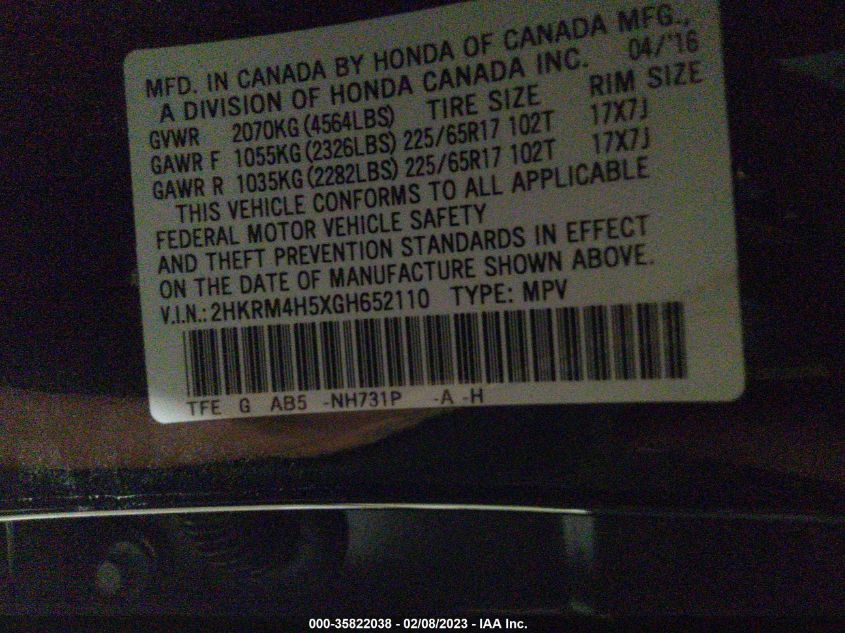 MFD. IN CANADA BY HONDA OF CANADA MFG.,
A DIVISION OF HONDA CANADA INC. 04/'16
GVWR 2070KG (4564LBS) TIRE SIZE RIM SIZE
GAWR F 1055KG (2326LBS) 225/65R17 102T 17X7J
GAWR R 1035KG (2282LBS) 225/65R17 102T 17X7J
THIS VEHICLE CONFORMS TO ALL APPLICABLE
FEDERAL MOTOR VEHICLE SAFETY
AND THEFT PREVENTION STANDARDS IN EFFECT
ON THE DATE OF MANUFACTURE SHOWN ABOVE.
V.I.N.: 2HKRM4H5XGH652110 TYPE: MPV
TFE G AB5 -NH731P -A -H
000-35822038 - 02/08/2023 - IAA Inc.